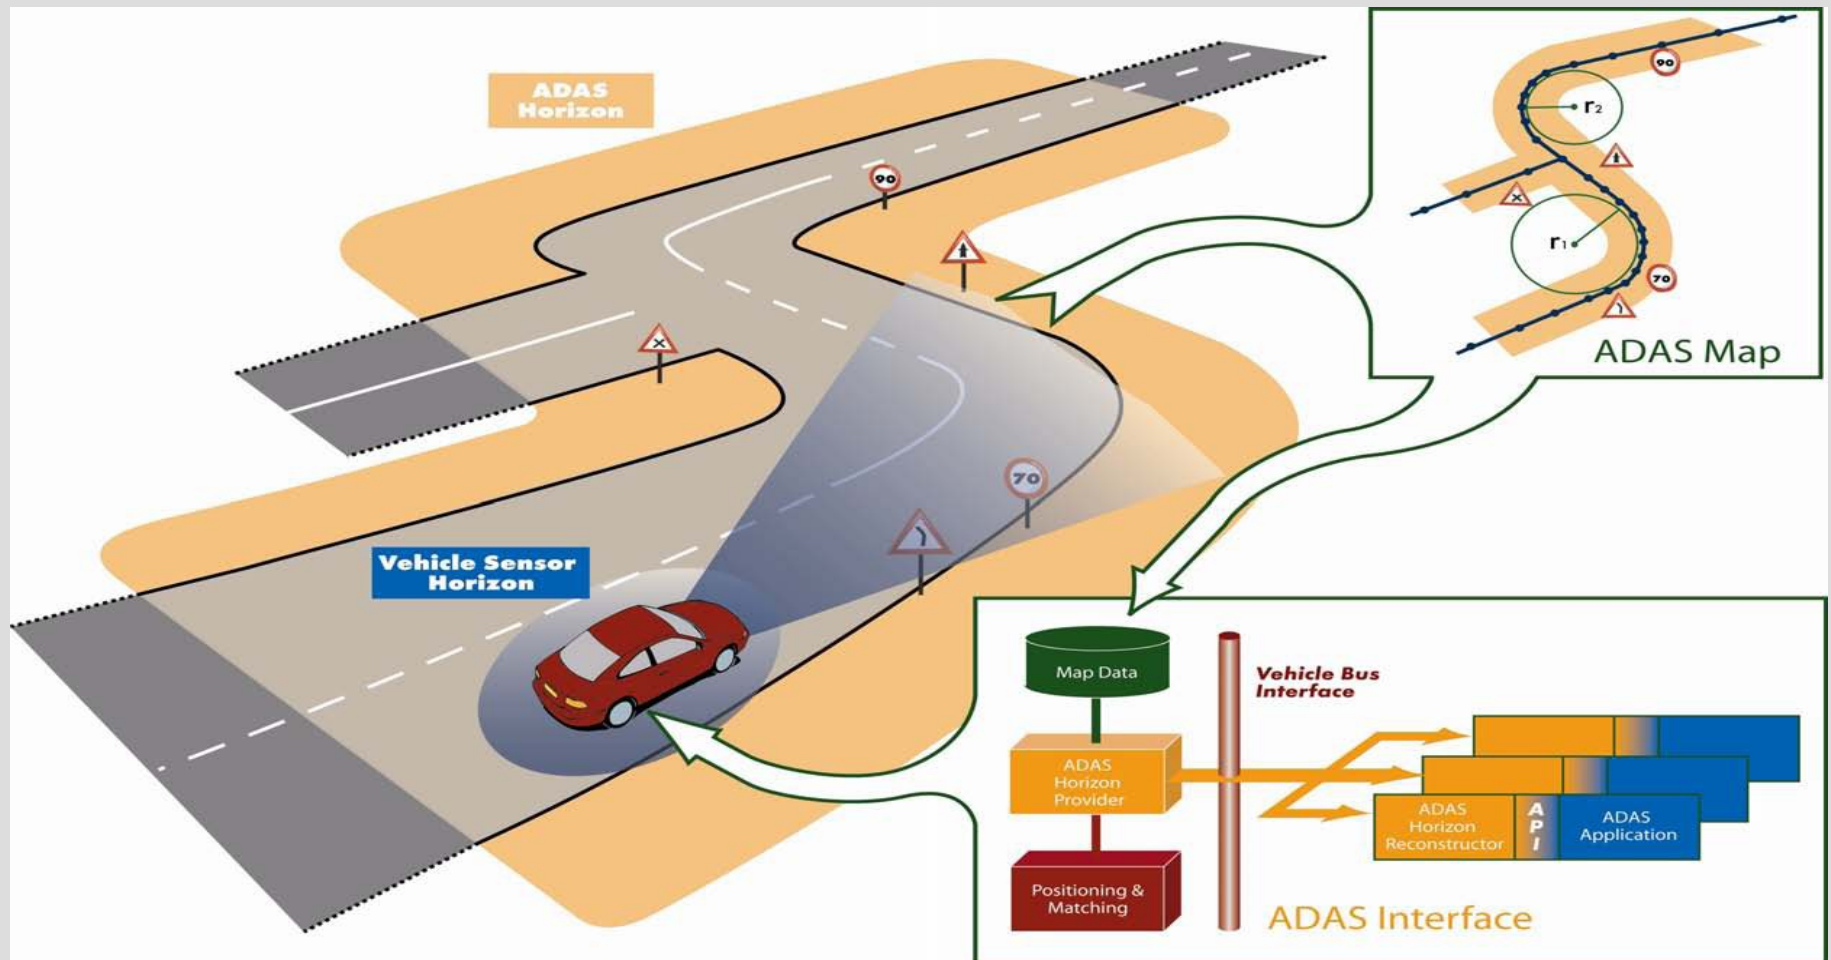 ADAS
Horizon
90
70
Vehicle Sensor
Horizon
90
r2
r1
70
ADAS Map
Map Data
Vehicle Bus
Interface
ADAS
Horizon
Provider
ADAS
Horizon
Reconstructor
A
P
I
ADAS
Application
Positioning &
Matching
ADAS Interface